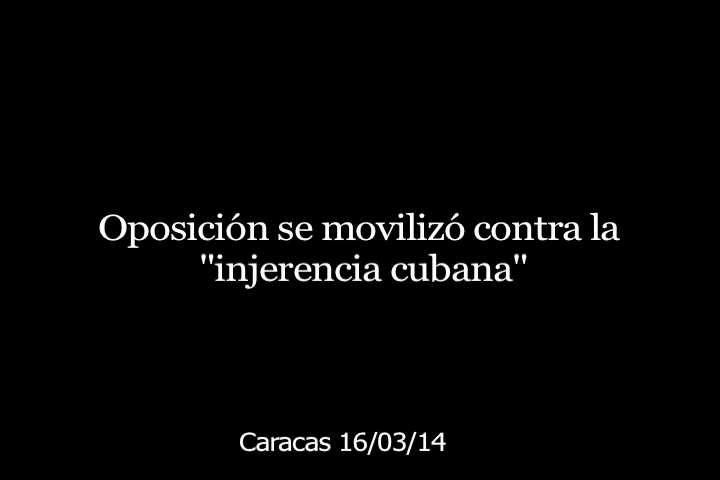 Oposición se movilizó contra la
"injerencia cubana"
Caracas 16/03/14